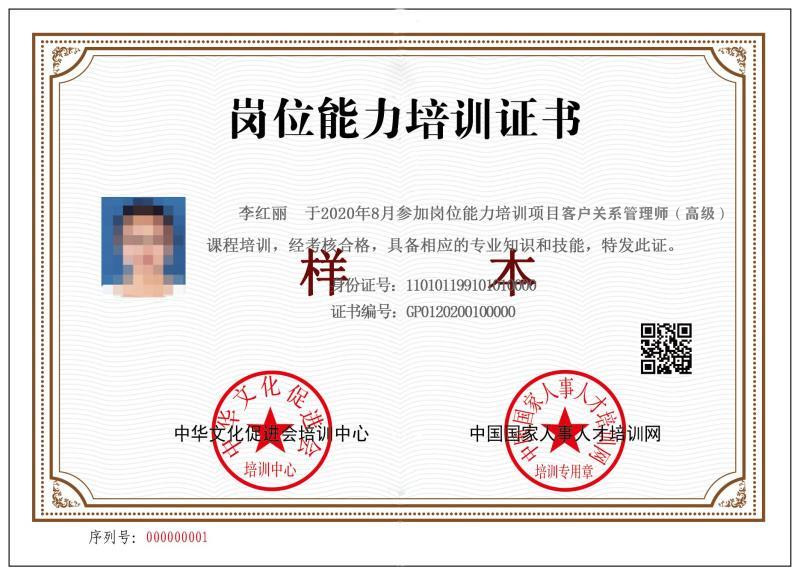 岗位能力培训证书
李红丽 于2020年8月参加岗位能力培训项目客户关系管理师（高级）
课程培训，经考核合格，具备相应的专业知识和技能，特发此证。
样 本
身份证号：110101199101010000
证书编号：GP0120200100000
中华文化促进会
中华文化促进会培训中心
培训中心
中国国家人事人才培训网
中国国家人事人才培训网
培训专用章
序列号：000000001